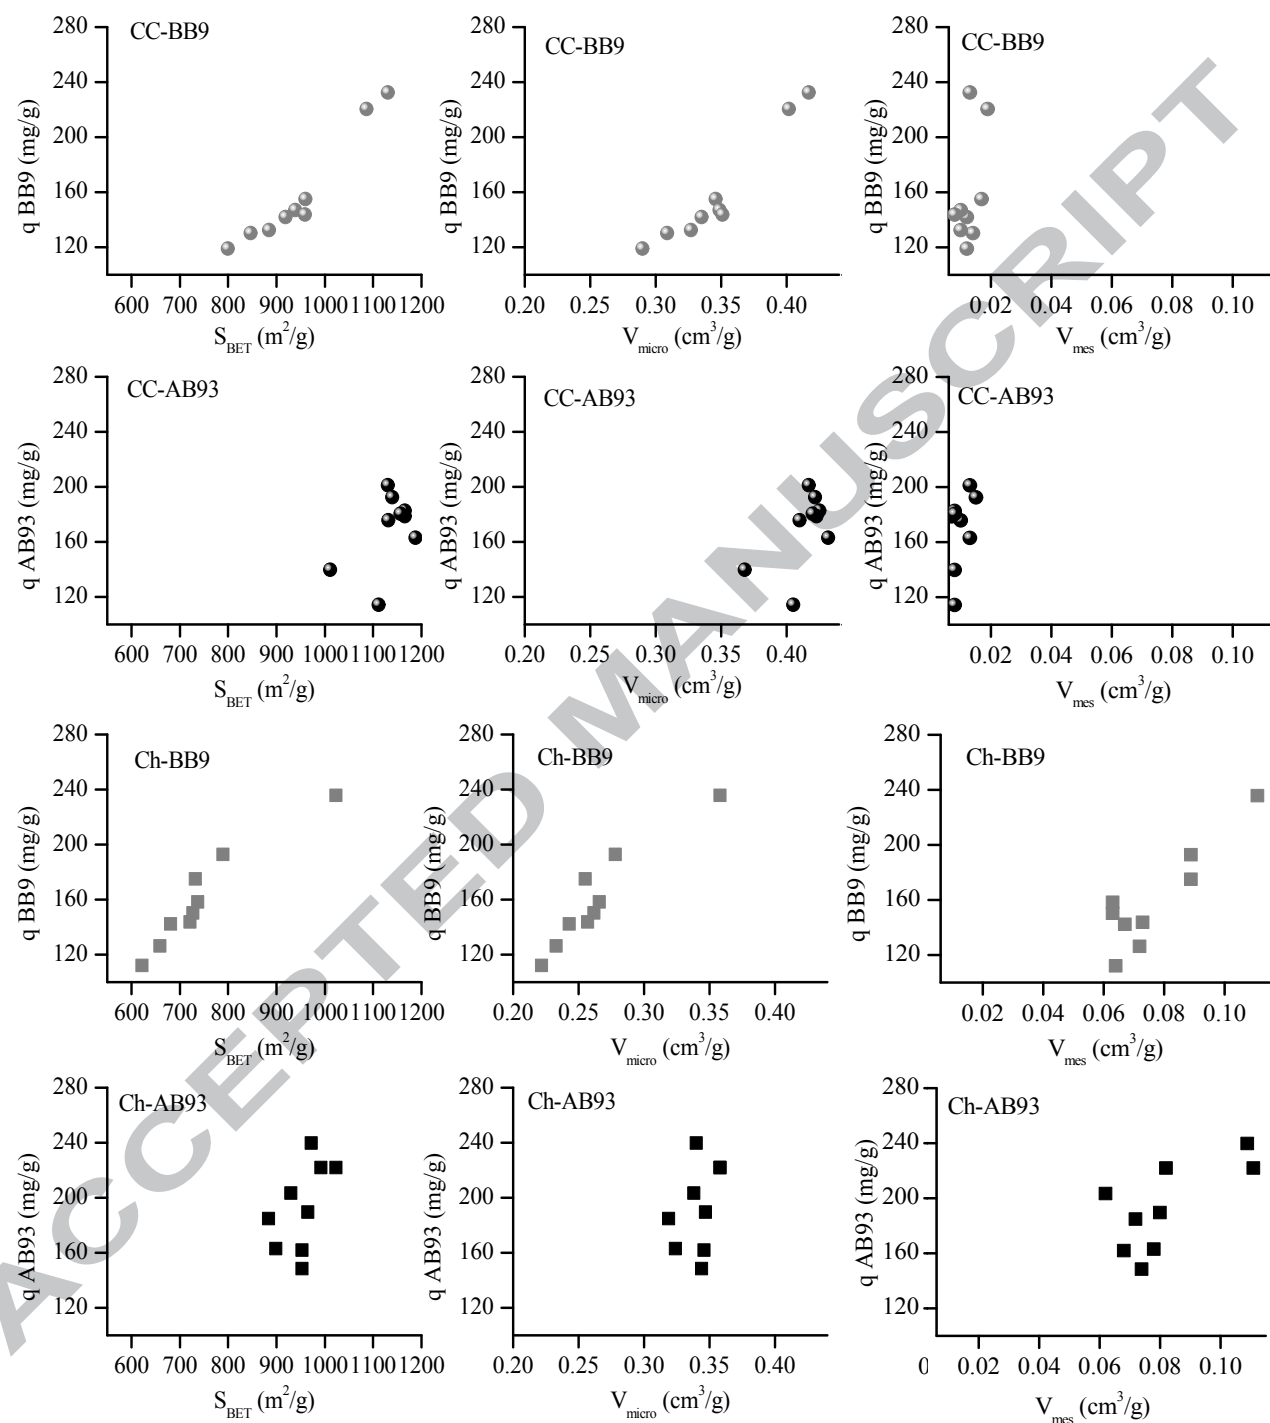 CC-BB9
280
240
200
160
120
q BB9 (mg/g)
600 700 800 900 1000 1100 1200
S_BET (m²/g)
CC-BB9
q BB9 (mg/g)
0.20 0.25 0.30 0.35 0.40
V_micro (cm³/g)
CC-BB9
280
240
200
160
120
q BB9 (mg/g)
0.02 0.04 0.06 0.08 0.10
V_mes (cm³/g)
CC-AB93
280
240
200
160
120
q AB93 (mg/g)
600 700 800 900 1000 1100 1200
S_BET (m²/g)
CC-AB93
280
240
200
160
120
q AB93 (mg/g)
0.20 0.25 0.30 0.35 0.40
V_micro (cm³/g)
CC-AB93
280
240
200
160
120
q AB93 (mg/g)
0.02 0.04 0.06 0.08 0.10
V_mes (cm³/g)
Ch-BB9
280
240
200
160
120
q BB9 (mg/g)
600 700 800 900 1000 1100 1200
S_BET (m²/g)
Ch-BB9
280
240
200
160
120
q BB9 (mg/g)
0.20 0.25 0.30 0.35 0.40
V_micro (cm³/g)
Ch-BB9
280
240
200
160
120
q BB9 (mg/g)
0.02 0.04 0.06 0.08 0.10
V_mes (cm³/g)
Ch-AB93
280
240
200
160
120
q AB93 (mg/g)
600 700 800 900 1000 1100 1200
S_BET (m²/g)
Ch-AB93
280
240
200
160
120
q AB93 (mg/g)
0.20 0.25 0.30 0.35 0.40
V_micro (cm³/g)
Ch-AB93
280
240
200
160
120
q AB93 (mg/g)
0 0.02 0.04 0.06 0.08 0.10
V_mes (cm³/g)
ACCEPTED MANUSCRIPT